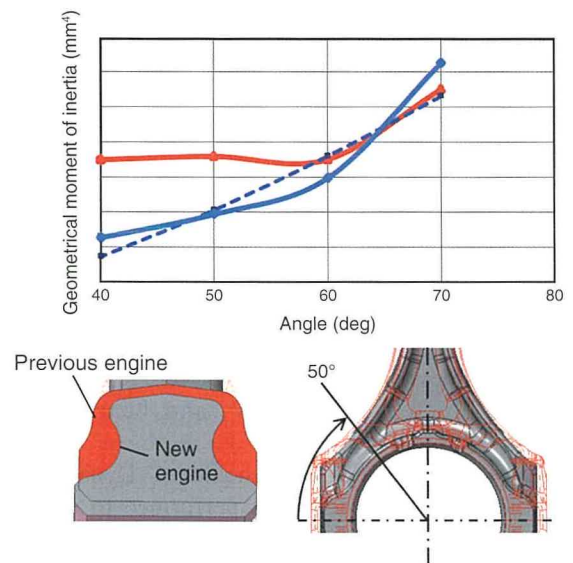 Geometrical moment of inertia (mm⁴)
40 50 60 70 80
Angle (deg)
Previous engine
New
engine
50°